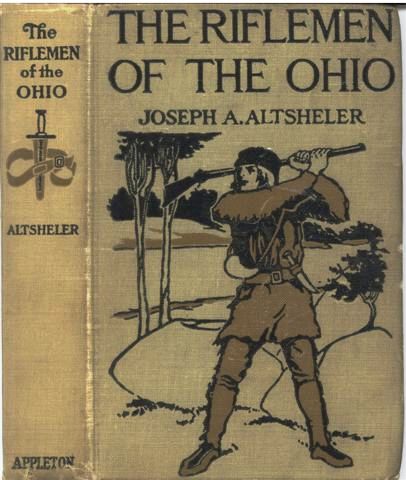 The
RIFLEMEN
of the
OHIO
ALTSHELER
APPLETON
THE RIFLEMEN
OF THE OHIO
JOSEPH A. ALTSHELER